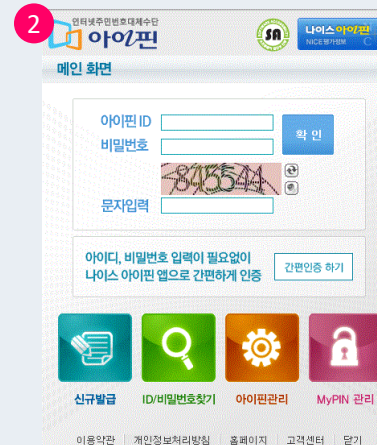 2
인터넷주민번호대체수단
아이핀
SA
나이스 아이핀
NICE평가정보
메인 화면
아이핀 ID
확 인
비밀번호
845544
문자입력
아이디, 비밀번호 입력이 필요없이
나이스 아이핀 앱으로 간편하게 인증
간편인증 하기
신규발급 ID/비밀번호찾기 아이핀관리 MyPIN 관리
이용약관 개인정보처리방침 홈페이지 고객센터 닫기